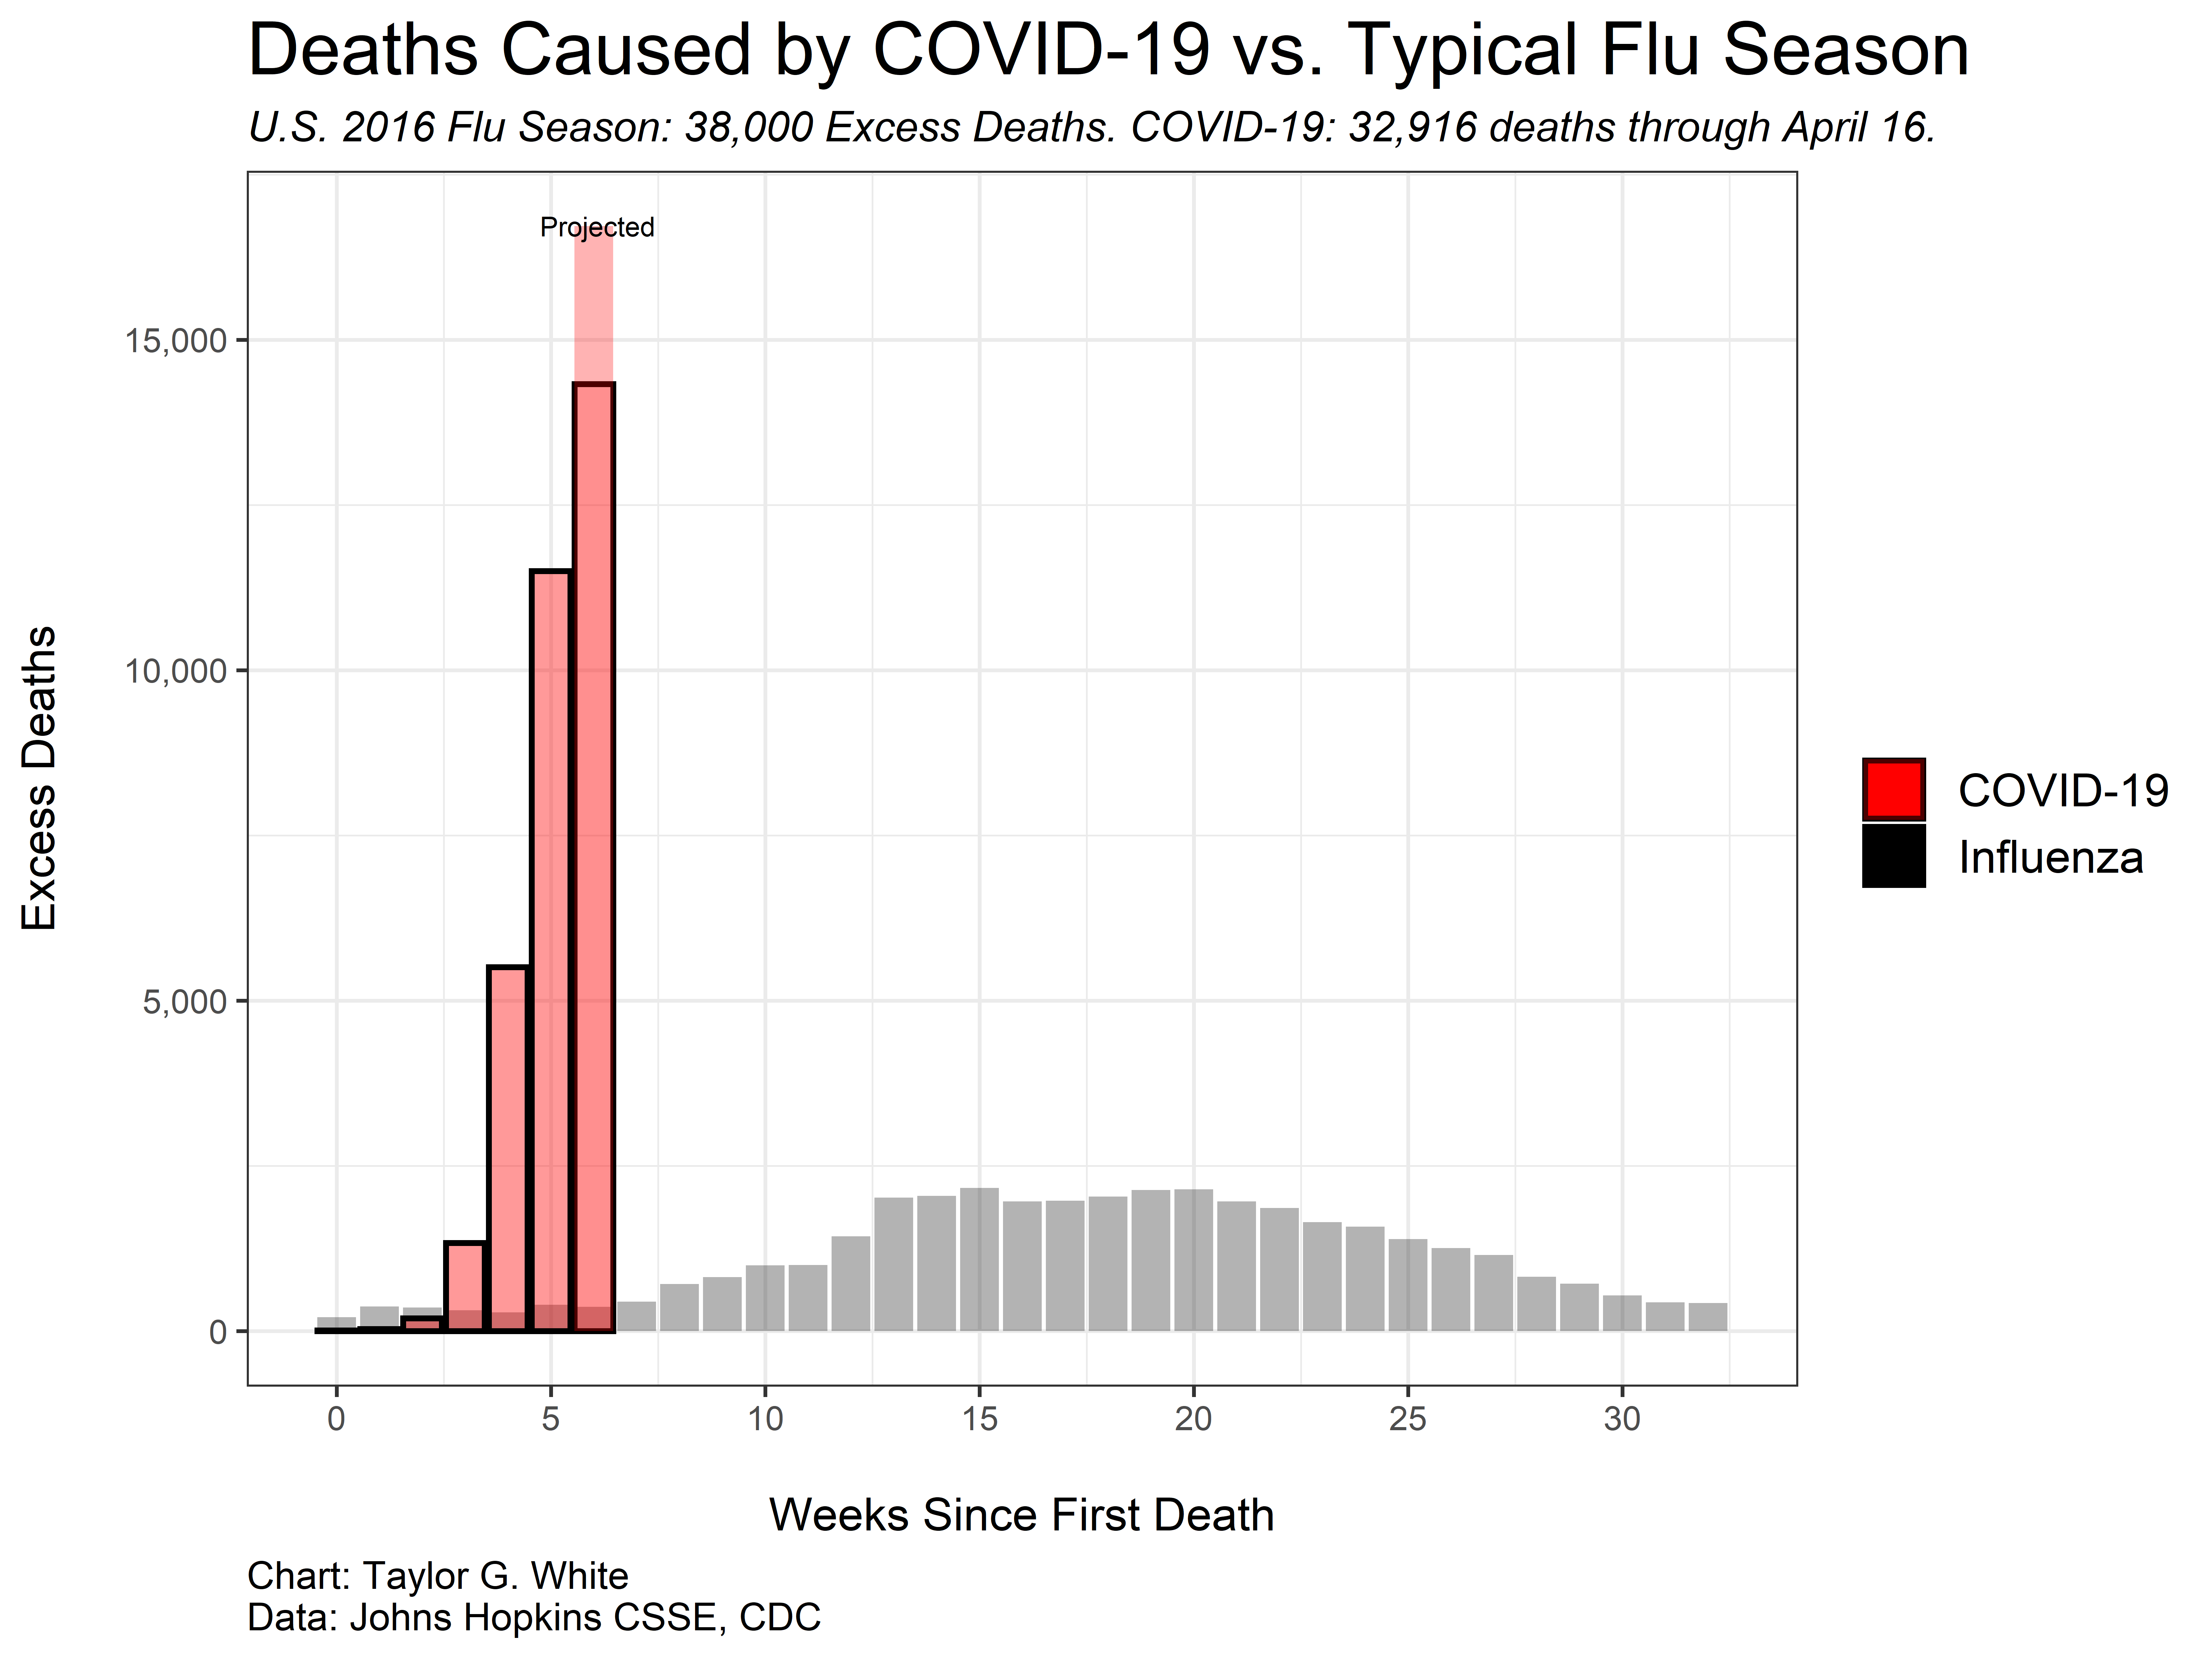 Deaths Caused by COVID-19 vs. Typical Flu Season
U.S. 2016 Flu Season: 38,000 Excess Deaths. COVID-19: 32,916 deaths through April 16.
Projected
15,000
10,000
5,000
0
Excess Deaths
COVID-19
Influenza
0 5 10 15 20 25 30
Weeks Since First Death
Chart: Taylor G. White
Data: Johns Hopkins CSSE, CDC